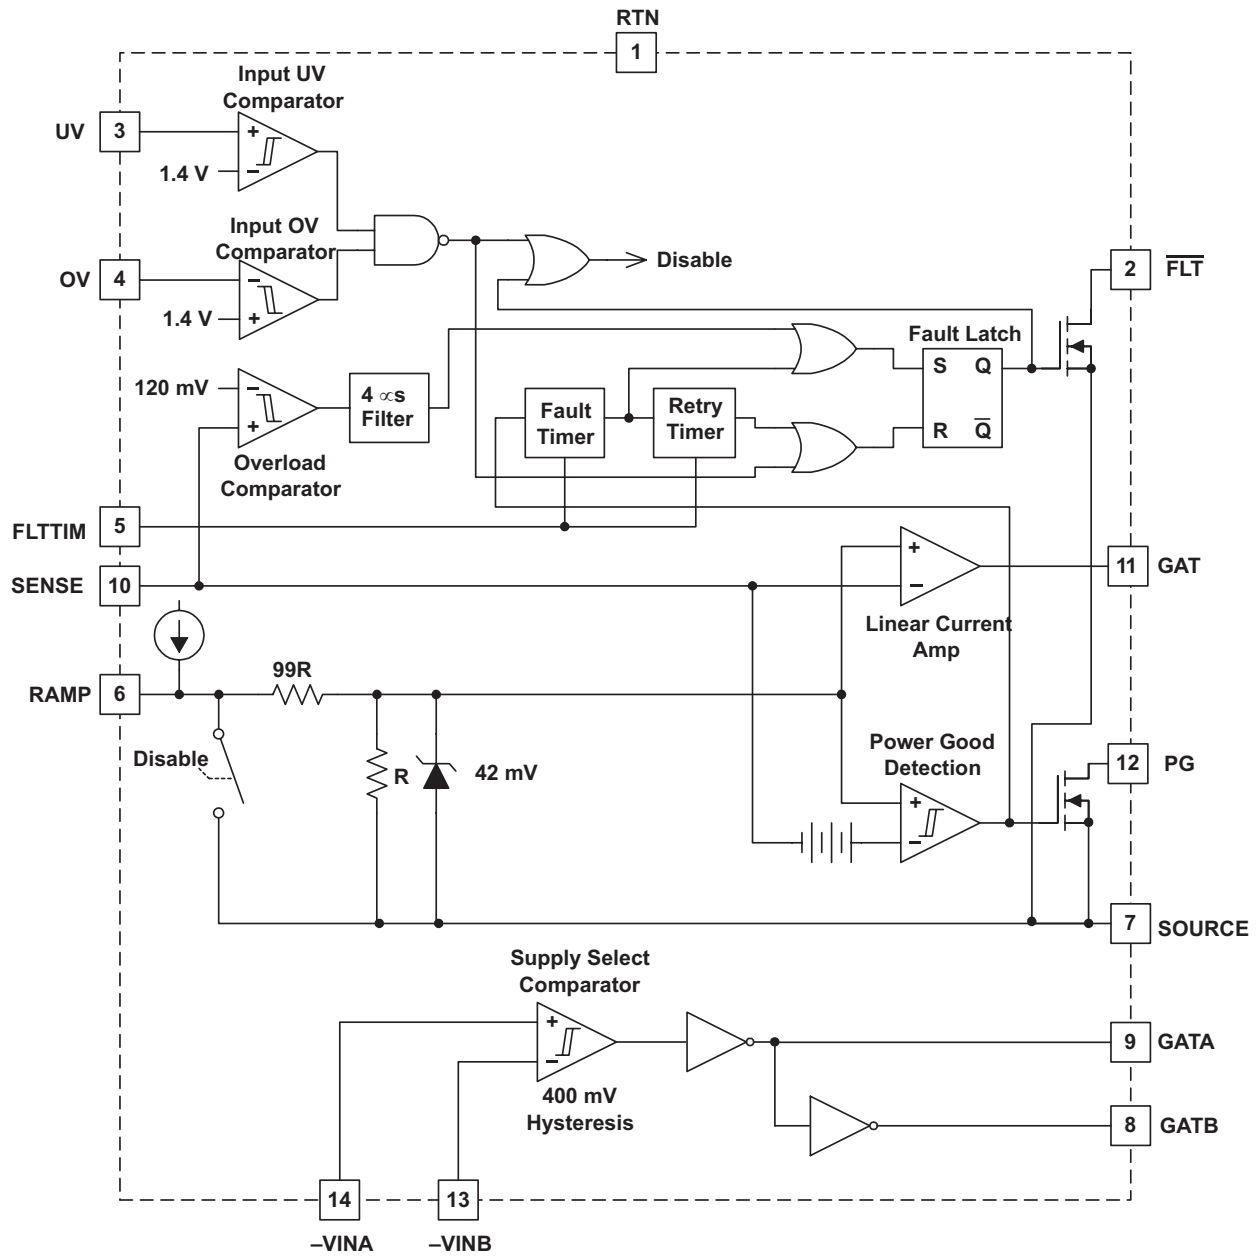 RTN
1
Input UV
Comparator
UV
3
+
1.4 V
–
Input OV
Comparator
OV
4
–
1.4 V
+
Disable
2
FLT
Fault Latch
S Q
R Q
120 mV
–
+
4 ∝s
Filter
Overload
Comparator
Fault
Timer
Retry
Timer
FLTTIM
5
SENSE
10
+
–
Linear Current
Amp
11
GAT
RAMP
6
99R
Disable
R
42 mV
Power Good
Detection
+
–
12
PG
7
SOURCE
Supply Select
Comparator
+
–
400 mV
Hysteresis
9
GATA
8
GATB
14
13
–VINA
–VINB